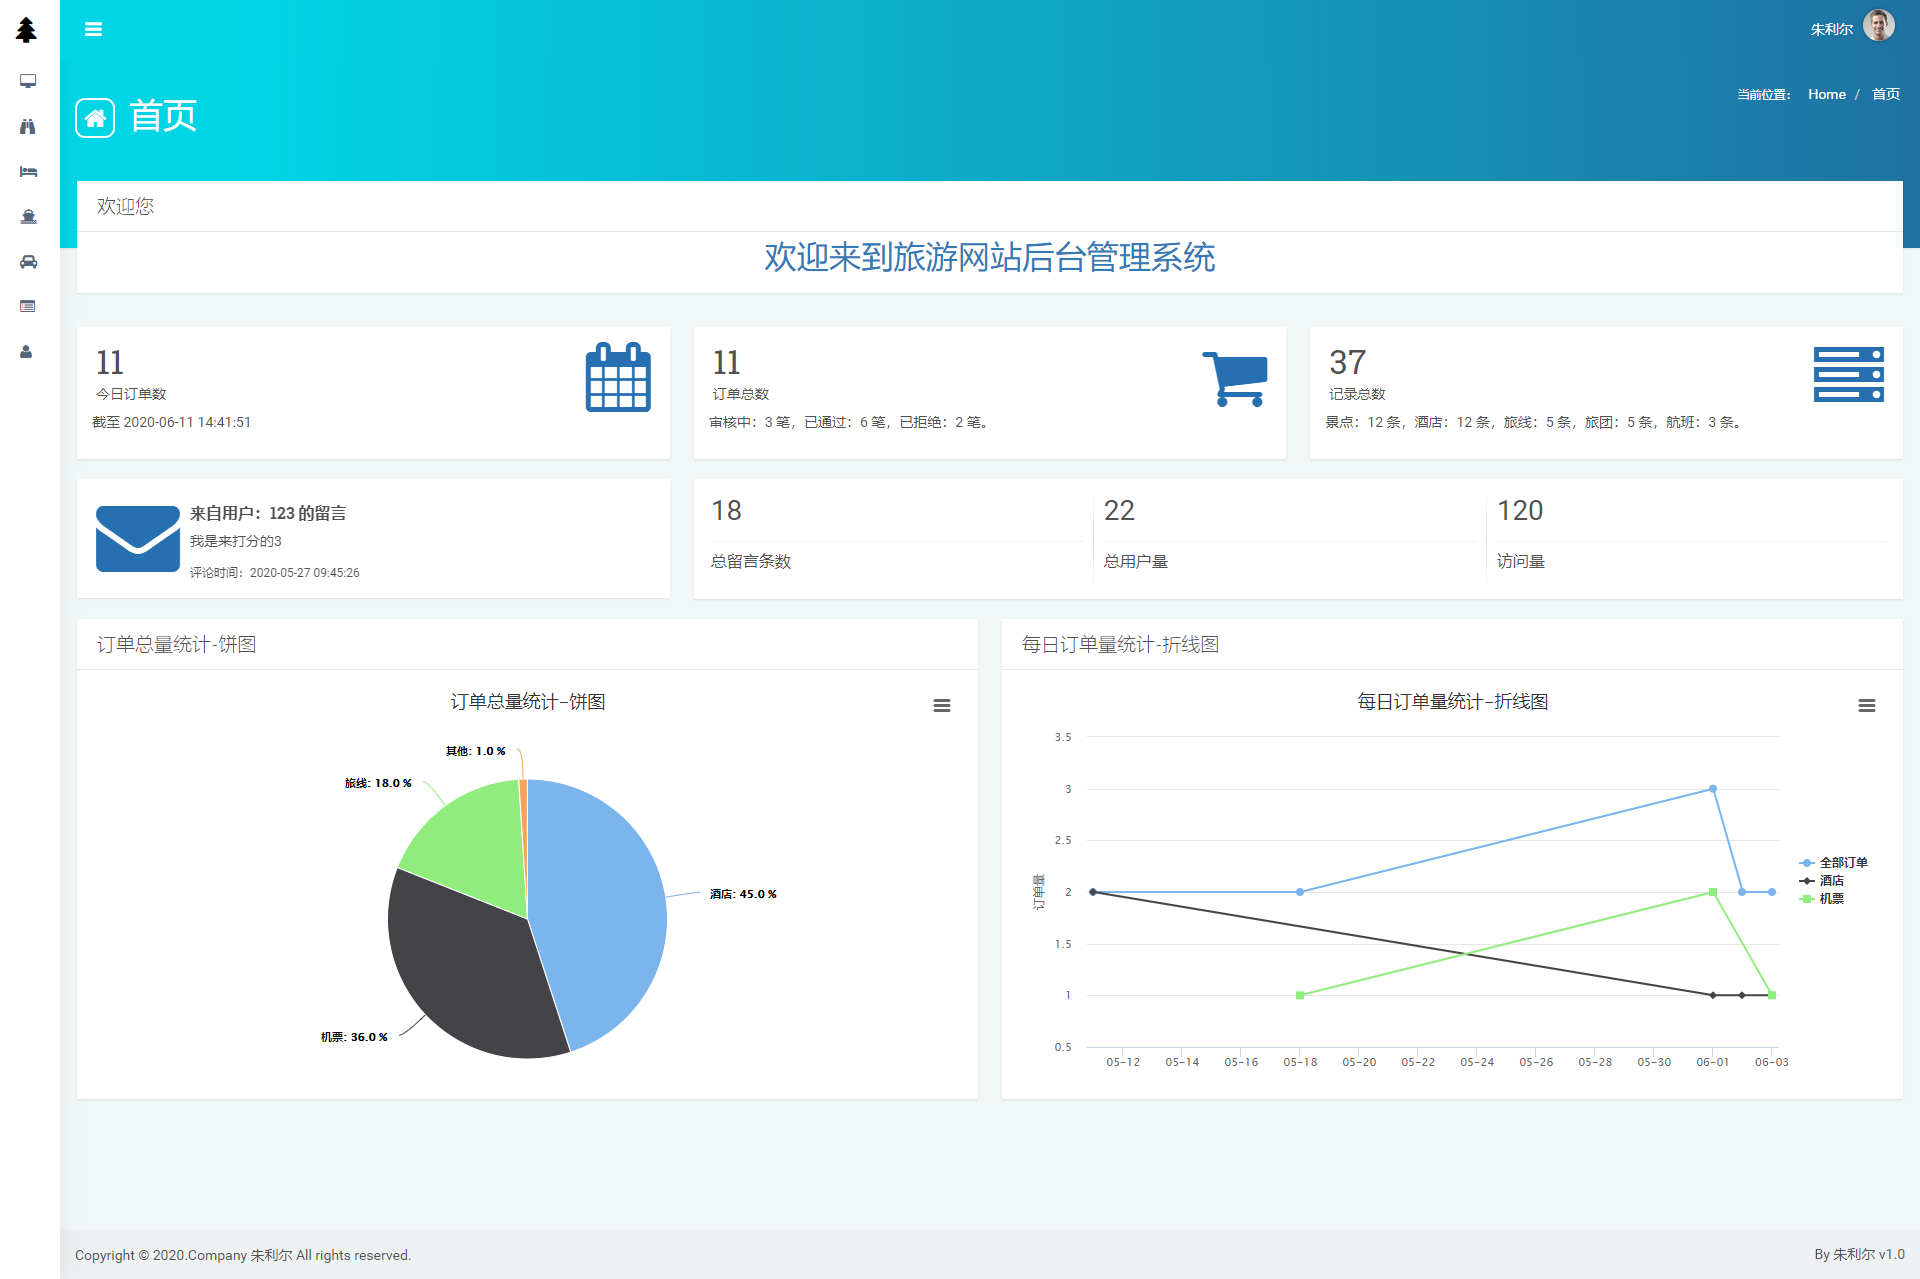 朱利尔
首页
当前位置： Home / 首页
欢迎您
欢迎来到旅游网站后台管理系统
11
今日订单数
截至 2020-06-11 14:41:51
11
订单总数
审核中：3 笔，已通过：6 笔，已拒绝：2 笔。
37
记录总数
景点：12 条，酒店：12 条，旅线：5 条，旅团：5 条，航班：3 条。
来自用户：123 的留言
我是来打分的3
评论时间：2020-05-27 09:45:26
18
总留言条数
22
总用户量
120
访问量
订单总量统计-饼图
订单总量统计-饼图
其他: 1.0 %
旅线: 18.0 %
酒店: 45.0 %
机票: 36.0 %
每日订单量统计-折线图
每日订单量统计-折线图
订单量
3.5
3
2.5
2
1.5
1
0.5
05-12 05-14 05-16 05-18 05-20 05-22 05-24 05-26 05-28 05-30 06-01 06-03
全部订单
酒店
机票
Copyright © 2020.Company 朱利尔 All rights reserved.
By 朱利尔 v1.0